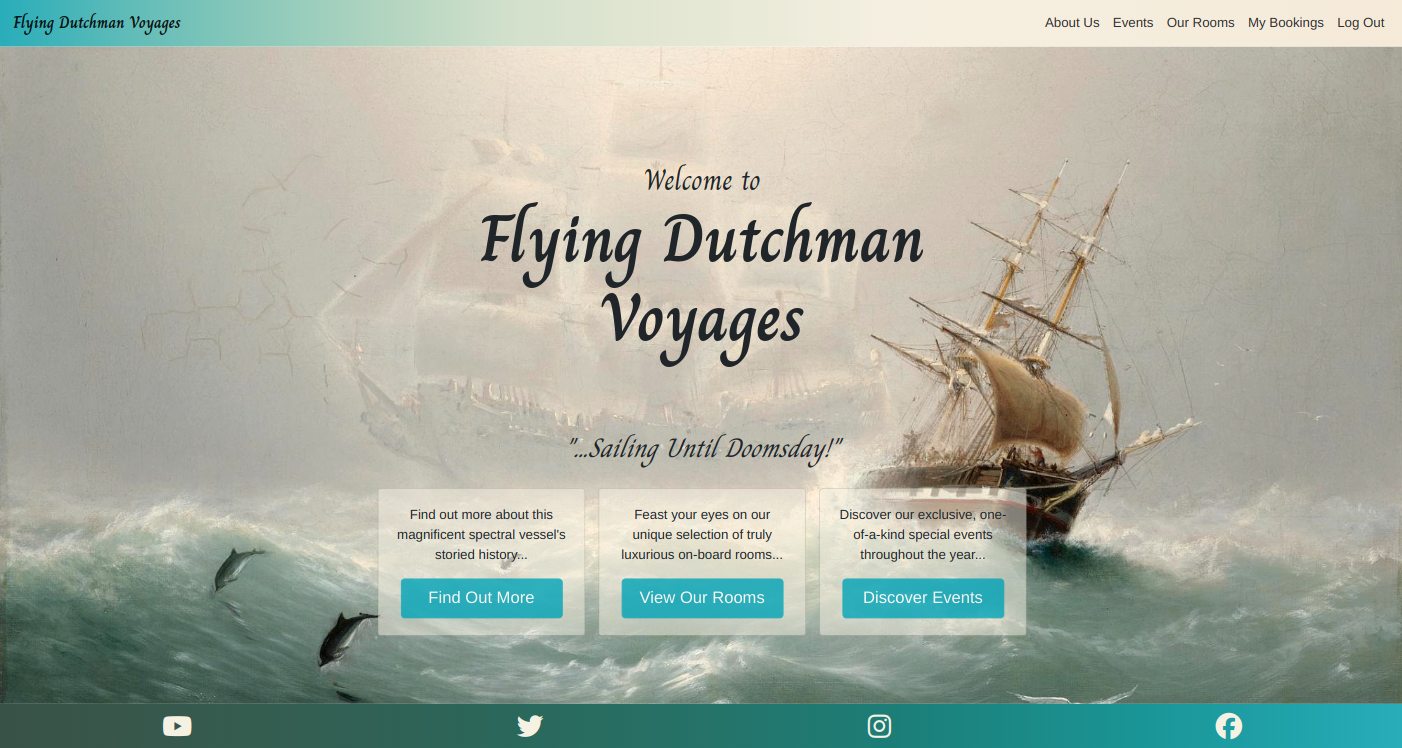 Flying Dutchman Voyages
About Us Events Our Rooms My Bookings Log Out
Welcome to
Flying Dutchman
Voyages
"...Sailing Until Doomsday!"
Find out more about this
magnificent spectral vessel's
storied history...
Find Out More
Feast your eyes on our
unique selection of truly
luxurious on-board rooms...
View Our Rooms
Discover our exclusive, one-
of-a-kind special events
throughout the year...
Discover Events